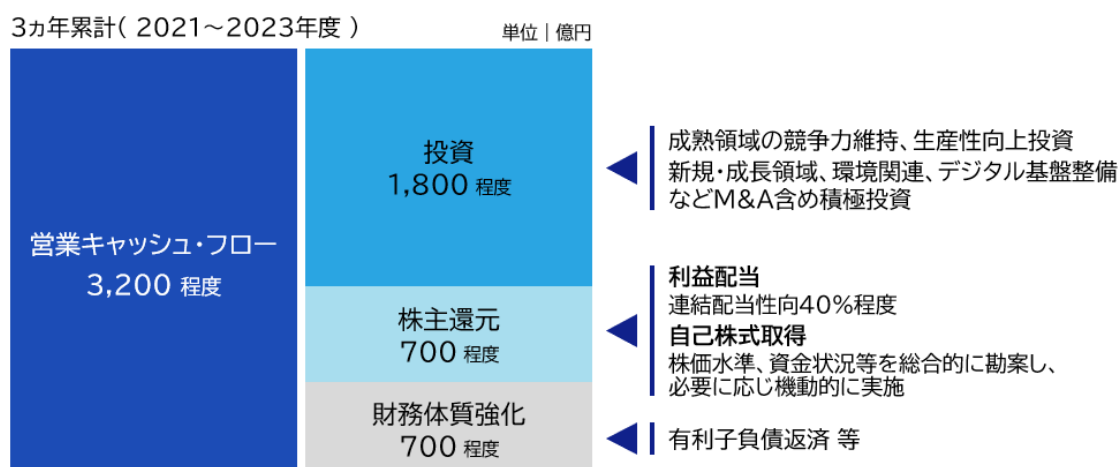 3ヵ年累計( 2021～2023年度 )
単位｜億円
営業キャッシュ・フロー
3,200 程度
投資
1,800 程度
成熟領域の競争力維持、生産性向上投資
新規・成長領域、環境関連、デジタル基盤整備
などM&A含め積極投資
株主還元
700 程度
利益配当
連結配当性向40%程度
自己株式取得
株価水準、資金状況等を総合的に勘案し、
必要に応じ機動的に実施
財務体質強化
700 程度
有利子負債返済 等